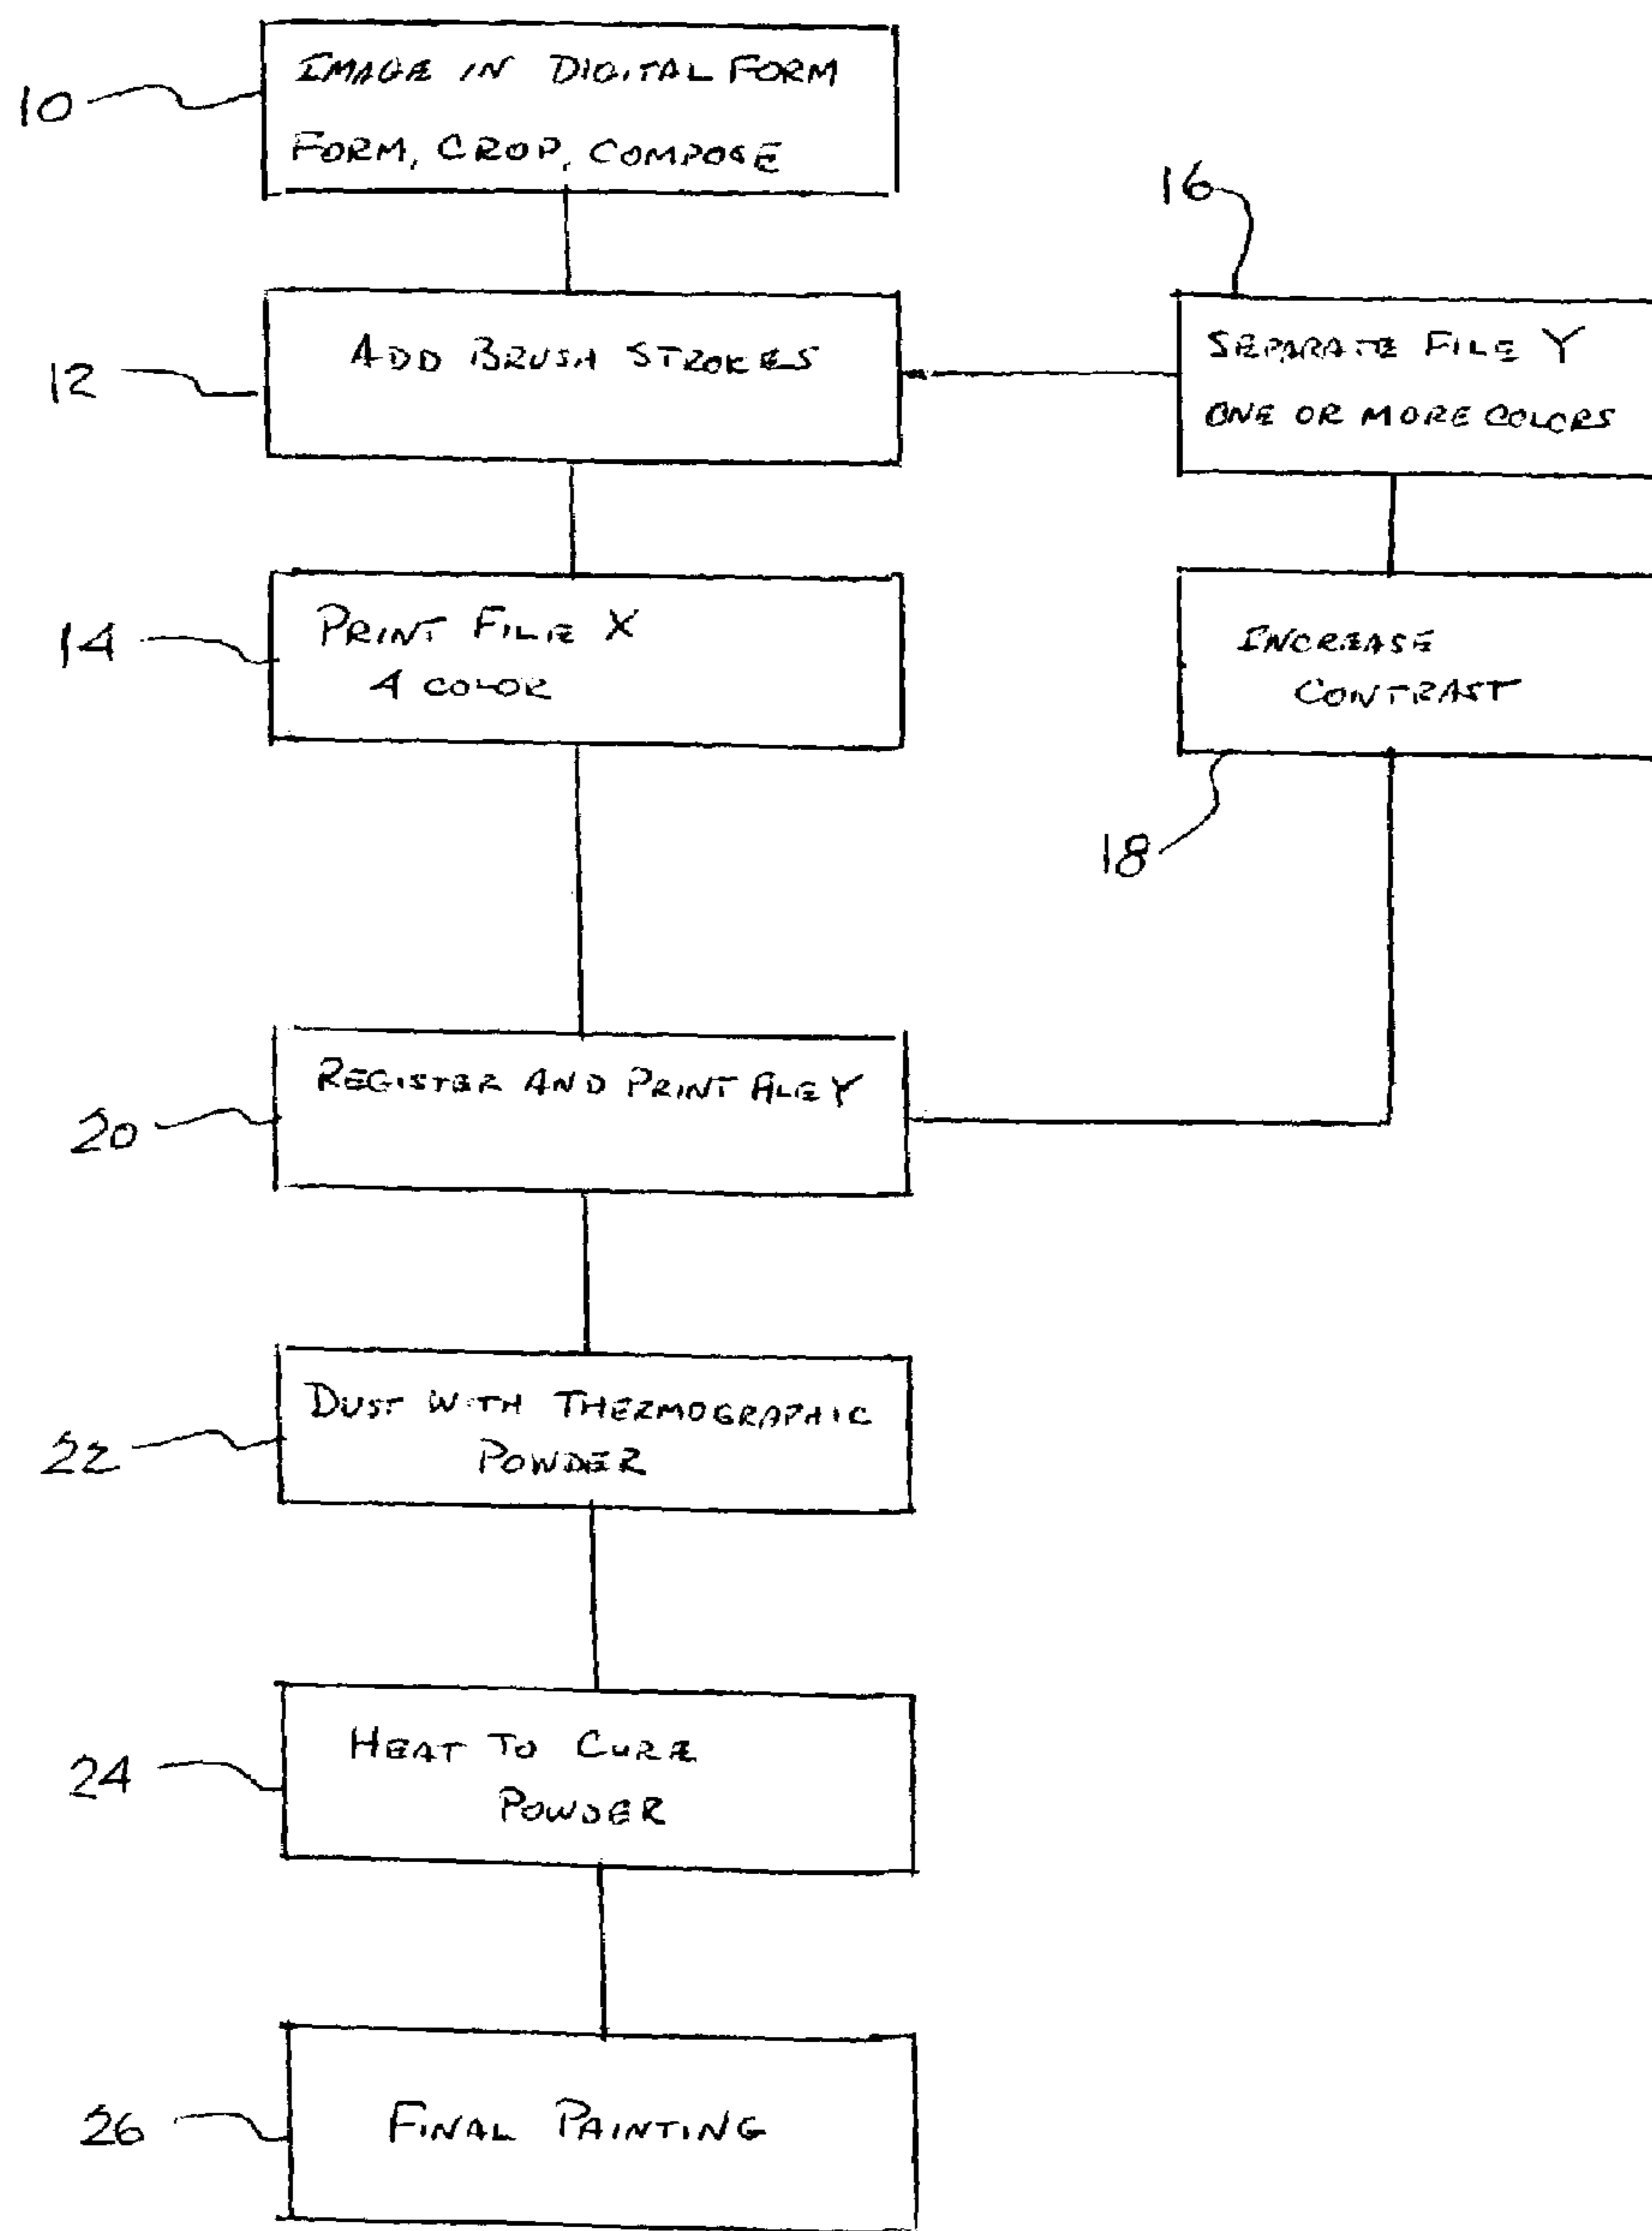 10
IMAGE IN DIGITAL FORM
FORM, CROP, COMPOSE
16
12
ADD BRUSH STROKES
SEPARATE FILE Y
ONE OR MORE COLORS
14
PRINT FILE X
4 COLOR
INCREASE
CONTRAST
18
20
REGISTER AND PRINT FILE Y
22
DUST WITH THERMOGRAPHIC
POWDER
24
HEAT TO CURE
POWDER
26
FINAL PAINTING